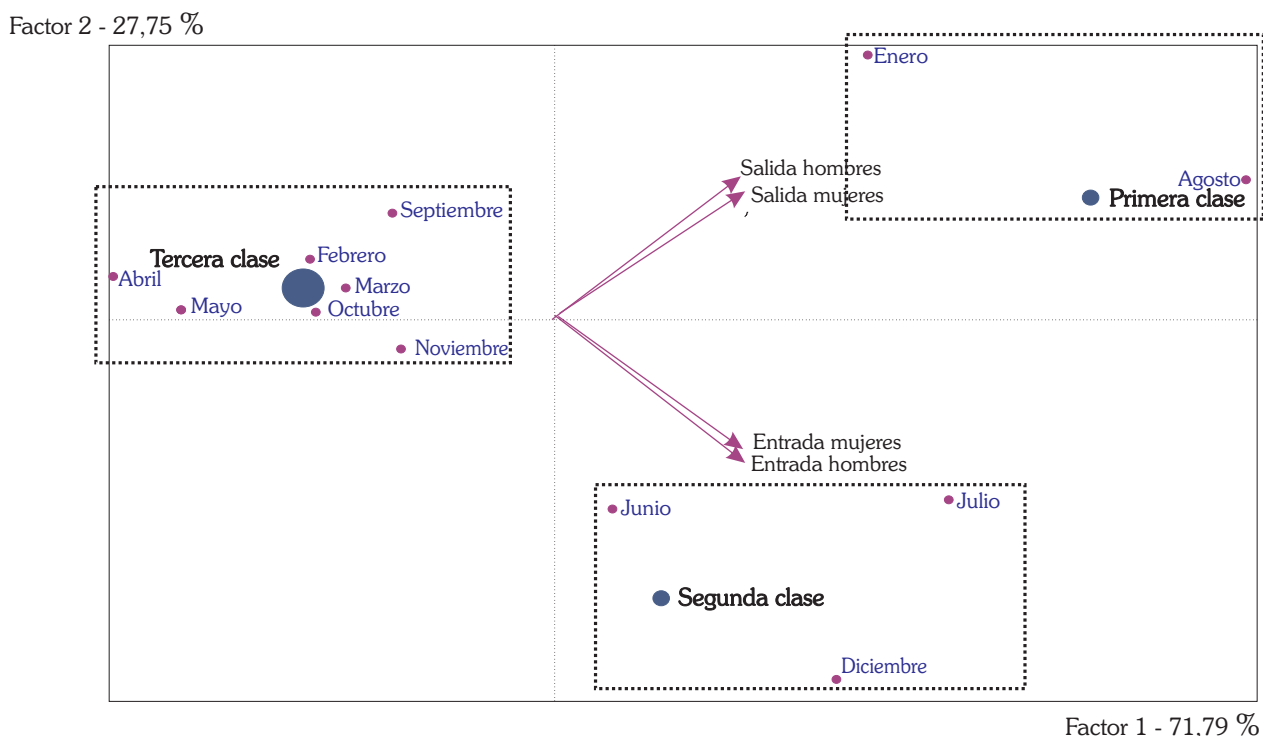 Factor 2 - 27,75 %
Enero
Salida hombres
Agosto
Salida mujeres
,
Primera clase
Septiembre
Tercera clase
Febrero
Abril
Marzo
Mayo
Octubre
Noviembre
Entrada mujeres
Entrada hombres
Junio
Julio
Segunda clase
Diciembre
Factor 1 - 71,79 %